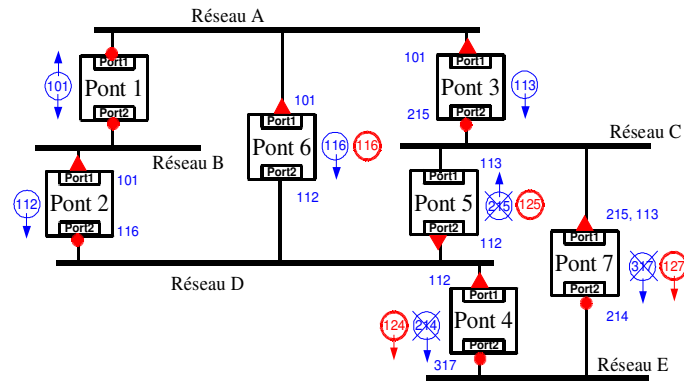 Réseau A
Port1
Pont 1
Port2
101
101
Port1
Pont 3
Port2
215
113
101
Port1
Pont 6
Port2
116
116
112
Réseau B
Réseau C
Port1
Pont 2
Port2
101
112
116
113
Port1
Pont 5
Port2
215
125
112
215, 113
Port1
Pont 7
Port2
317
127
214
Réseau D
112
Port1
Pont 4
Port2
124
214
317
Réseau E